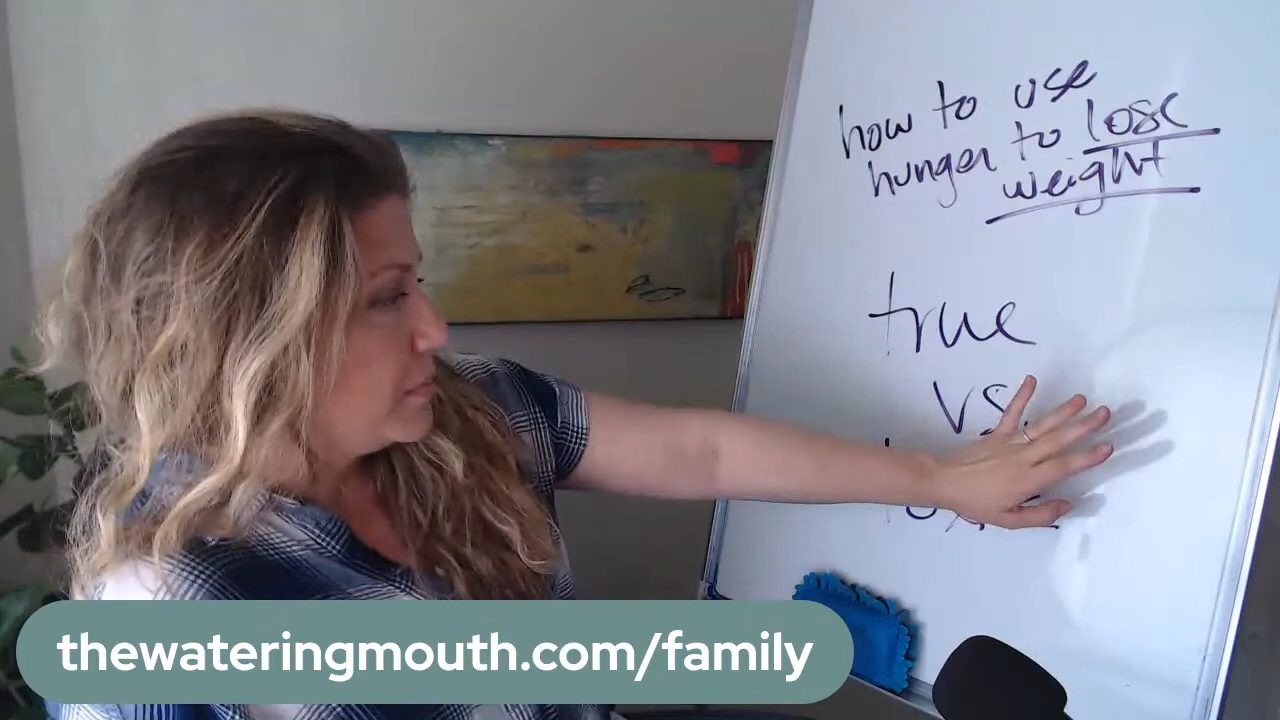 how to use
hunger to lose
weight
true
vs
thewateringmouth.com/family